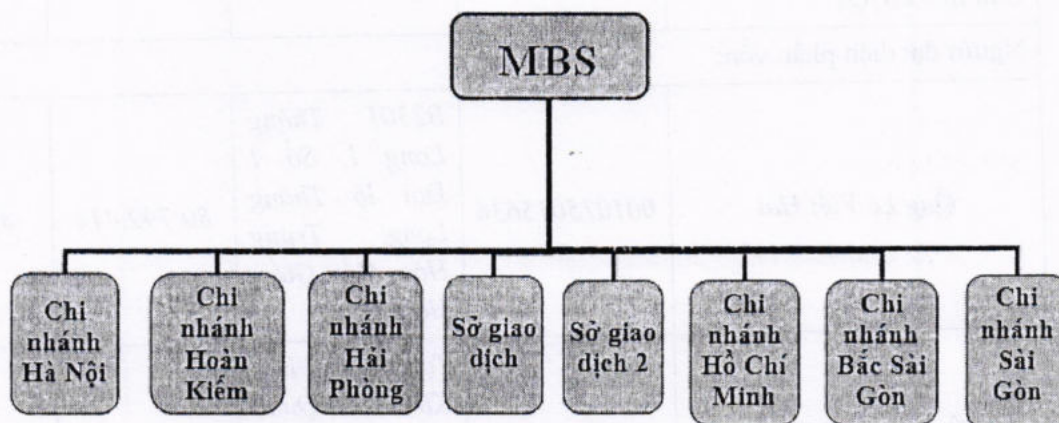 MBS
Chi
nhánh
Hà Nội
Chi
nhánh
Hoàn
Kiếm
Chi
nhánh
Hải
Phòng
Sở giao
dịch
Sở giao
dịch 2
Chi
nhánh
Hồ Chí
Minh
Chi
nhánh
Bắc Sài
Gòn
Chi
nhánh
Sài
Gòn